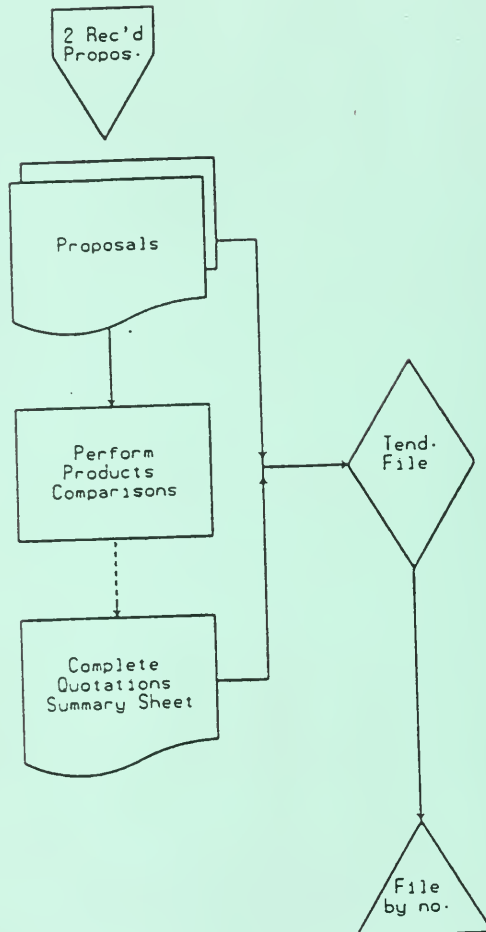 2 Rec'd
Propos.
Proposals
Perform
Products
Comparisons
Complete
Quotations
Summary Sheet
Tend.
File
File
by no.